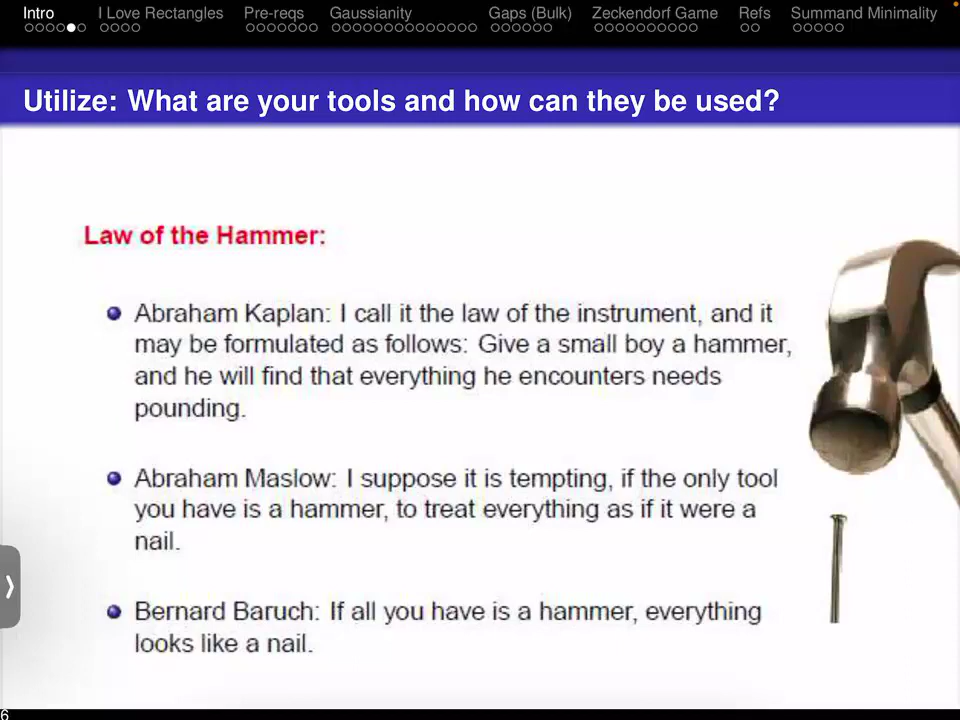 Intro I Love Rectangles Pre-reqs Gaussianity Gaps (Bulk) Zeckendorf Game Refs Summand Minimality
Utilize: What are your tools and how can they be used?
Law of the Hammer:
Abraham Kaplan: I call it the law of the instrument, and it
may be formulated as follows: Give a small boy a hammer,
and he will find that everything he encounters needs
pounding.
Abraham Maslow: I suppose it is tempting, if the only tool
you have is a hammer, to treat everything as if it were a
nail.
Bernard Baruch: If all you have is a hammer, everything
looks like a nail.
6